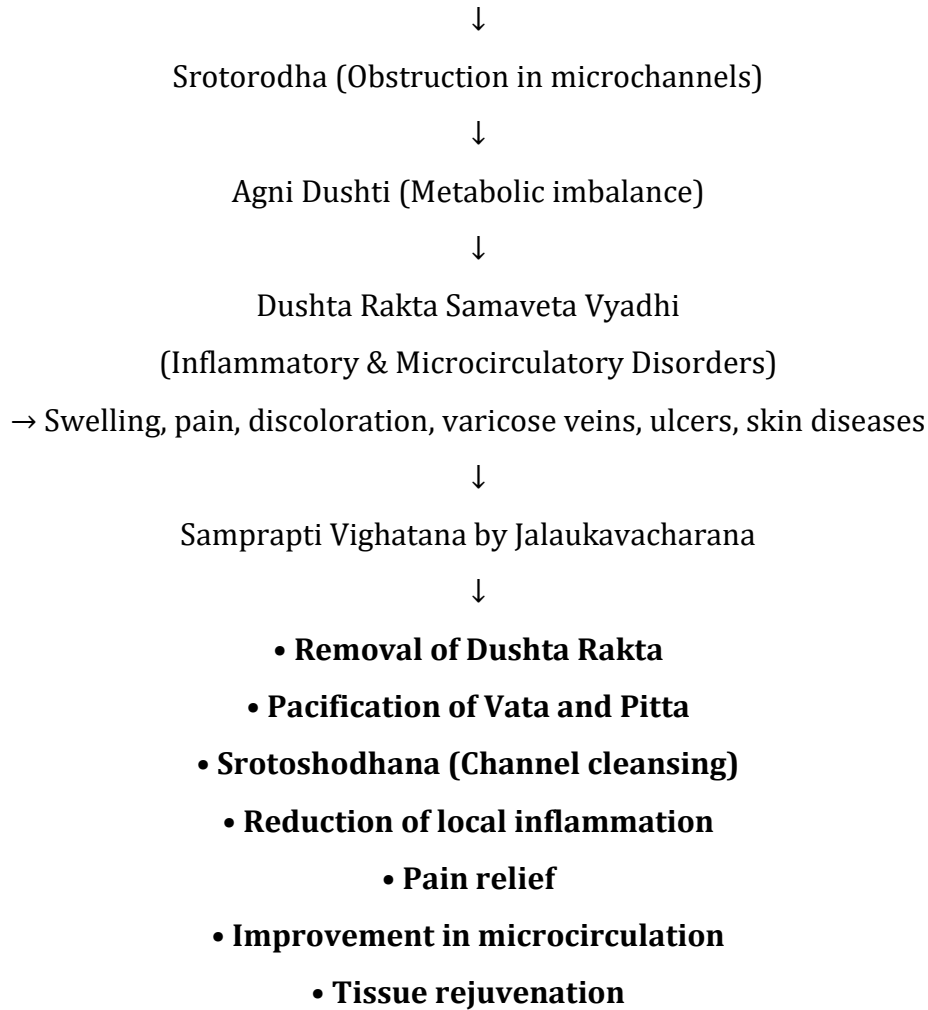 ↓
Srotorodha (Obstruction in microchannels)
↓
Agni Dushti (Metabolic imbalance)
↓
Dushta Rakta Samaveta Vyadhi
(Inflammatory & Microcirculatory Disorders)
→ Swelling, pain, discoloration, varicose veins, ulcers, skin diseases
↓
Samprapti Vighatana by Jalaukavacharana
↓
• Removal of Dushta Rakta
• Pacification of Vata and Pitta
• Srotoshodhana (Channel cleansing)
• Reduction of local inflammation
• Pain relief
• Improvement in microcirculation
• Tissue rejuvenation